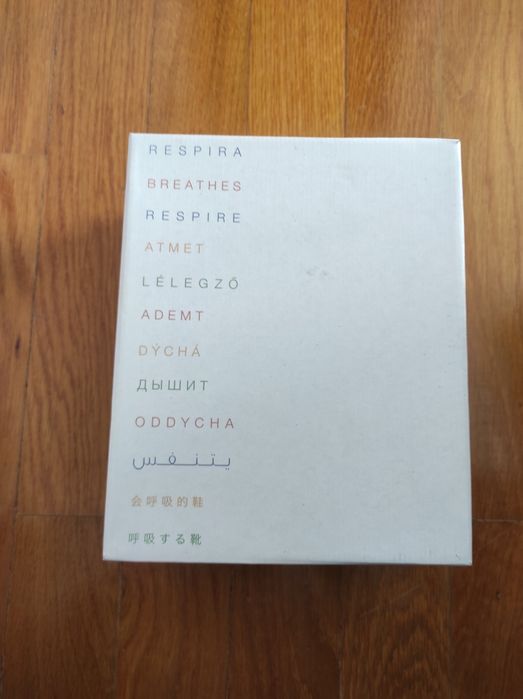 RESPIRA
BREATHES
RESPIRE
ATMET
LÉLEGZŐ
ADEMT
DÝCHÁ
ДЫШИТ
ODDYCHA
يتنفس
会呼吸的鞋
呼吸する靴